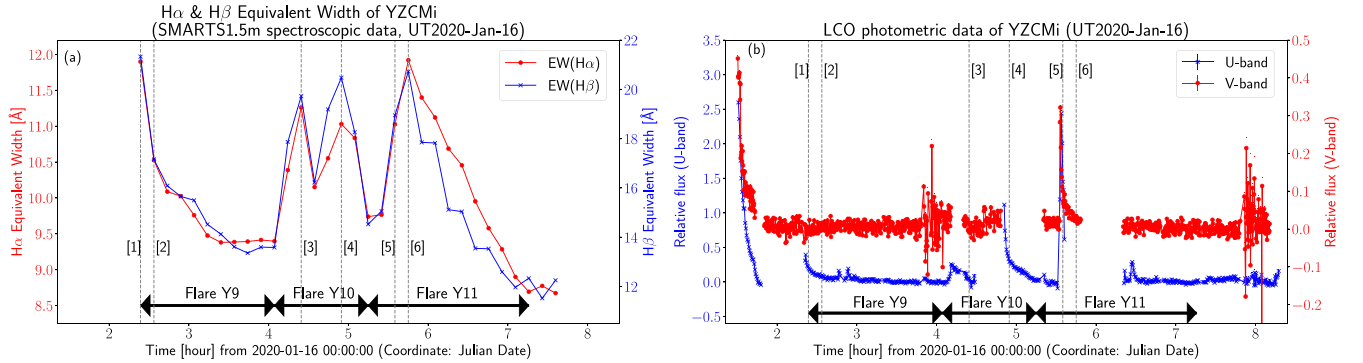 Hα & Hβ Equivalent Width of YZCMi
(SMARTS1.5m spectroscopic data, UT2020-Jan-16)
(a)
EW(Hα)
EW(Hβ)
Hα Equivalent Width [Å]
12.0
11.5
11.0
10.5
10.0
9.5
9.0
8.5
22
21
20
18
16
14
12
Hβ Equivalent Width [Å]
[1] [2] [3] [4] [5] [6]
Flare Y9 Flare Y10 Flare Y11
2 3 4 5 6 7 8
Time [hour] from 2020-01-16 00:00:00 (Coordinate: Julian Date)
LCO photometric data of YZCMi (UT2020-Jan-16)
(b)
U-band
V-band
[1] [2] [3] [4] [5] [6]
Relative flux (U-band)
3.5
3.0
2.5
2.0
1.5
1.0
0.5
0.0
−0.5
0.5
0.4
0.3
0.2
0.1
0.0
−0.1
−0.2
Relative flux (V-band)
Flare Y9 Flare Y10 Flare Y11
2 3 4 5 6 7 8
Time [hour] from 2020-01-16 00:00:00 (Coordinate: Julian Date)